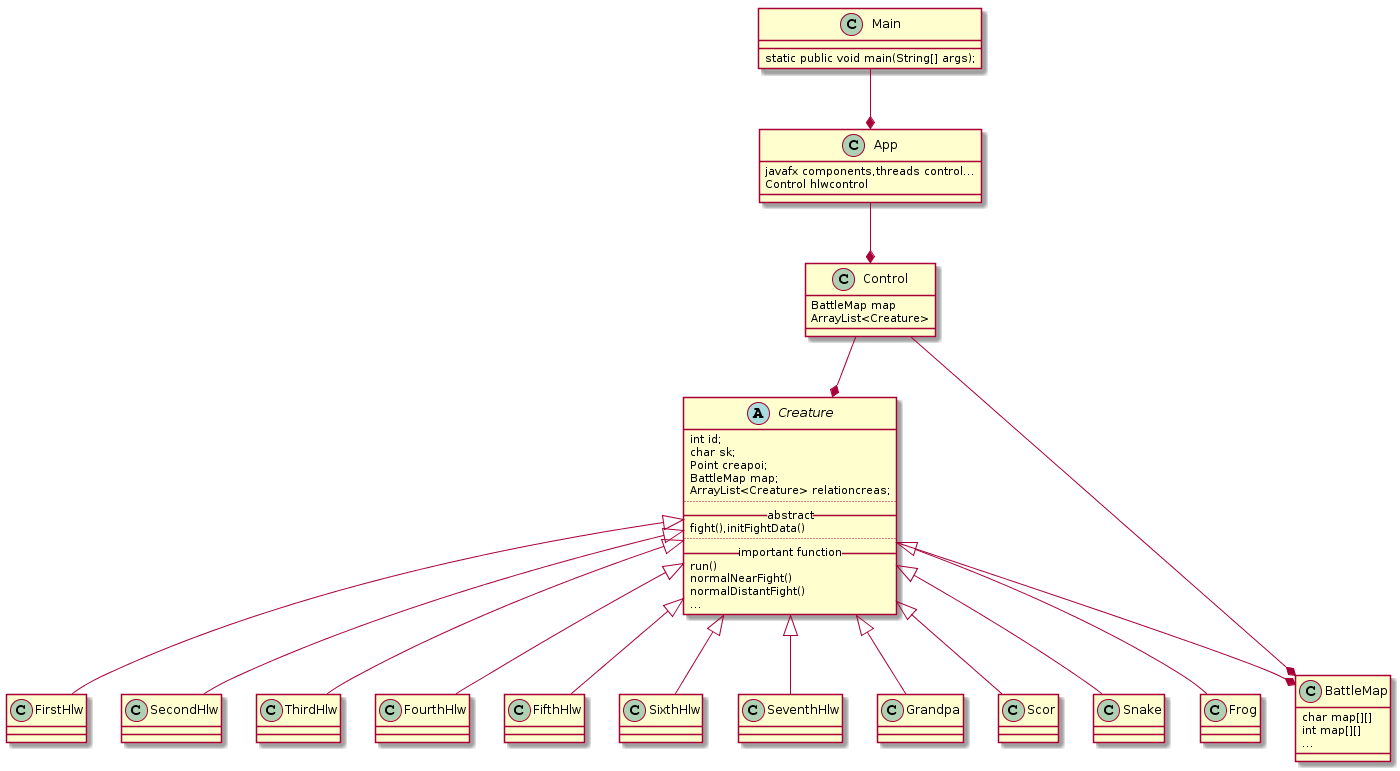 C Main
static public void main(String[] args);
C App
javafx components,threads control...
Control hlwcontrol
C Control
BattleMap map
ArrayList<Creature>
A Creature
int id;
char sk;
Point creapoi;
BattleMap map;
ArrayList<Creature> relationcreas;
abstract
fight(),initFightData()
important function
run()
normalNearFight()
normalDistantFight()
...
C FirstHlw
C SecondHlw
C ThirdHlw
C FourthHlw
C FifthHlw
C SixthHlw
C SeventhHlw
C Grandpa
C Scor
C Snake
C Frog
C BattleMap
char map[][]
int map[][]
...